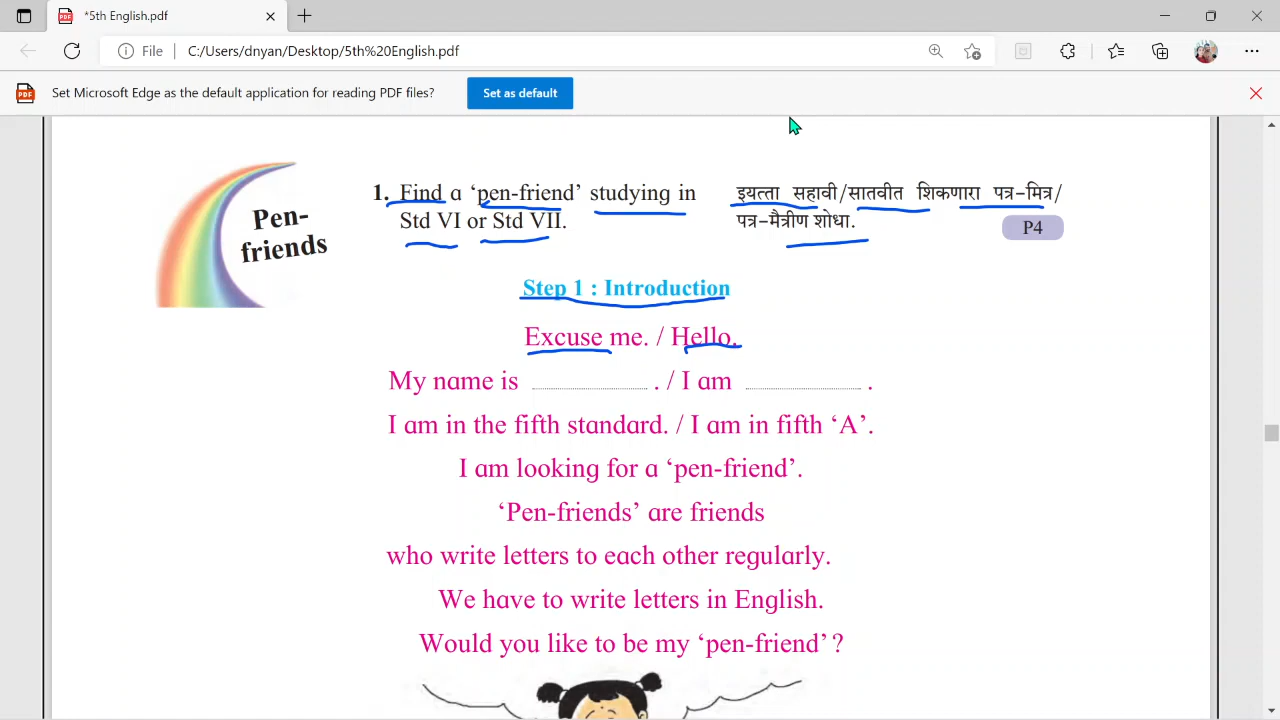 *5th English.pdf
File C:/Users/dnyan/Desktop/5th%20English.pdf
Set Microsoft Edge as the default application for reading PDF files? Set as default
Pen-
friends
1. Find a ‘pen-friend’ studying in
Std VI or Std VII.
इयत्ता सहावी/सातवीत शिकणारा पत्र-मित्र/
पत्र-मैत्रीण शोधा.
P4
Step 1 : Introduction
Excuse me. / Hello.
My name is .................... . / I am .................... .
I am in the fifth standard. / I am in fifth ‘A’.
I am looking for a ‘pen-friend’.
‘Pen-friends’ are friends
who write letters to each other regularly.
We have to write letters in English.
Would you like to be my ‘pen-friend’?